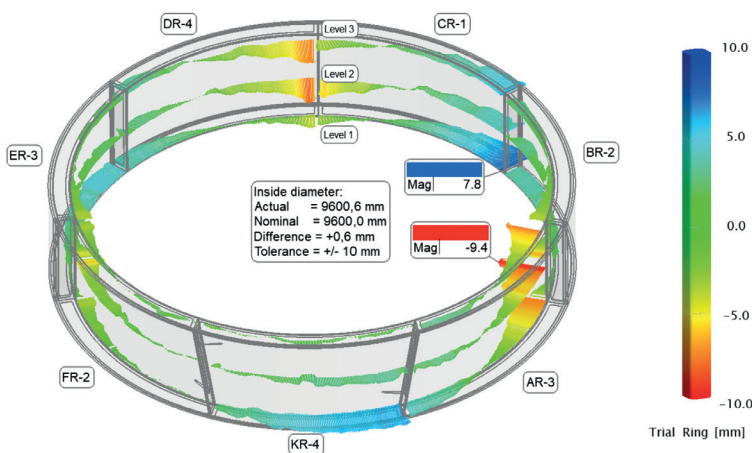 DR-4
CR-1
Level 3
Level 2
Level 1
ER-3
BR-2
Mag 7.8
Inside diameter:
Actual = 9600,6 mm
Nominal = 9600,0 mm
Difference = +0,6 mm
Tolerance = +/- 10 mm
Mag -9.4
FR-2
AR-3
KR-4
10.0
5.0
0.0
-5.0
-10.0
Trial Ring [mm]